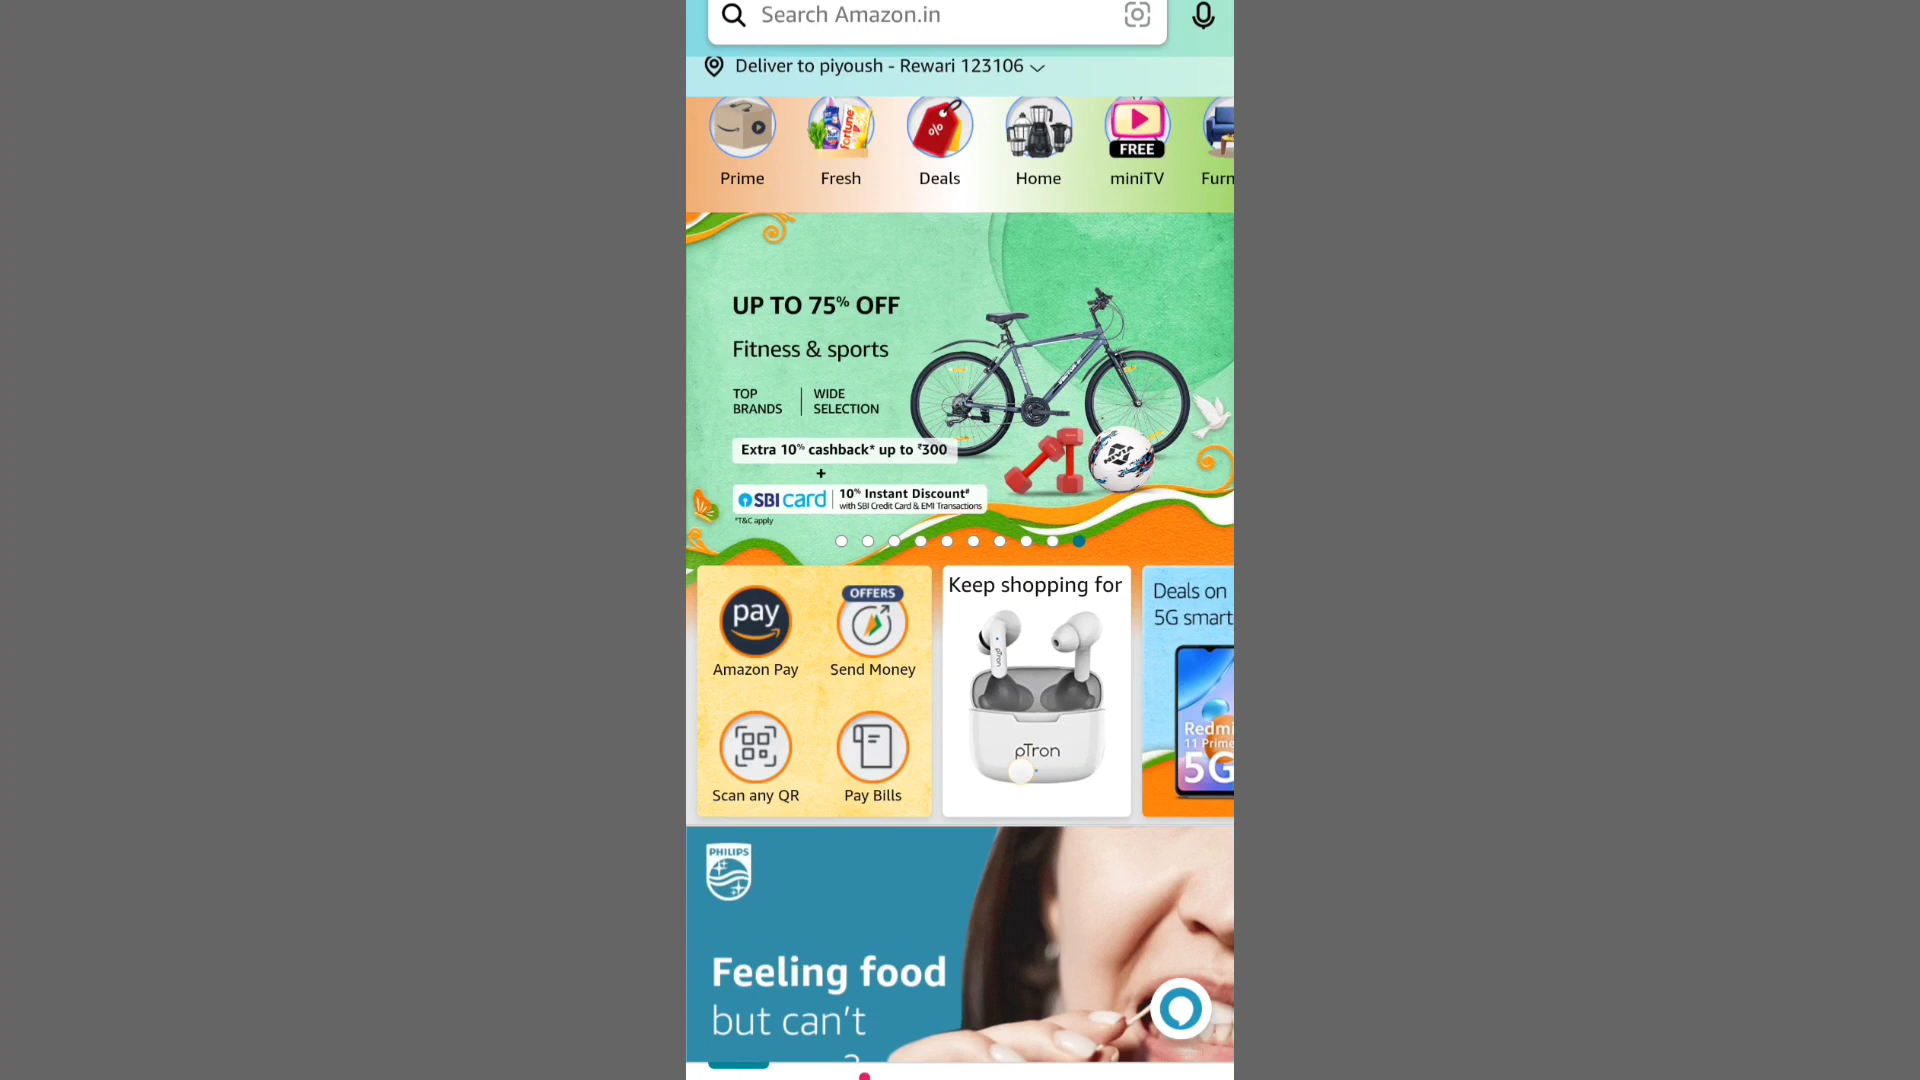 Search Amazon.in
Deliver to piyoush - Rewari 123106
fortune
%
FREE
Prime
Fresh
Deals
Home
miniTV
Furn
UP TO 75% OFF
Fitness & sports
TOP BRANDS
WIDE SELECTION
NIVIA
Extra 10% cashback* up to ₹300
+
SBI card
10% Instant Discount#
with SBI Credit Card & EMI Transactions
*T&C apply
pay
Amazon Pay
OFFERS
Send Money
Scan any QR
Pay Bills
Keep shopping for
pTron
pTron
Deals on
5G smart
Redmi
11 Prime
5G
PHILIPS
Feeling food
but can't